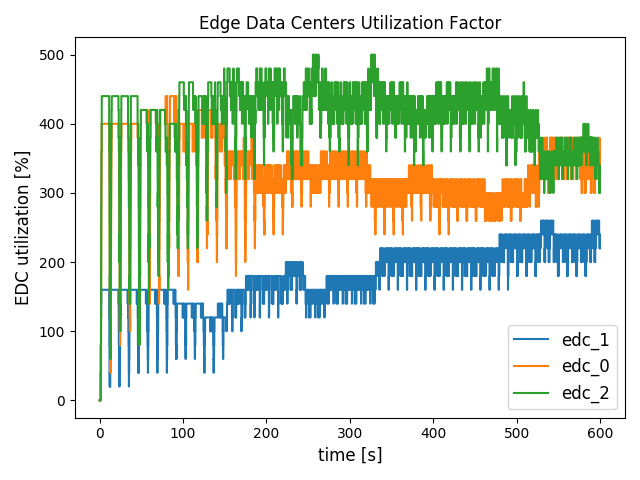 Edge Data Centers Utilization Factor
EDC utilization [%]
500
400
300
200
100
0
0 100 200 300 400 500 600
time [s]
edc_1
edc_0
edc_2